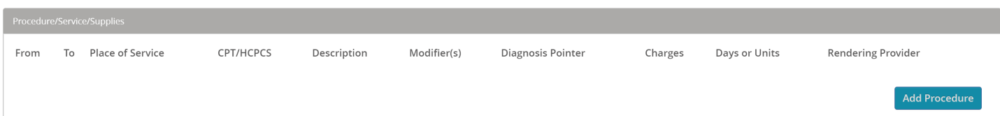 Procedure/Service/Supplies
From To Place of Service CPT/HCPCS Description Modifier(s) Diagnosis Pointer Charges Days or Units Rendering Provider
Add Procedure